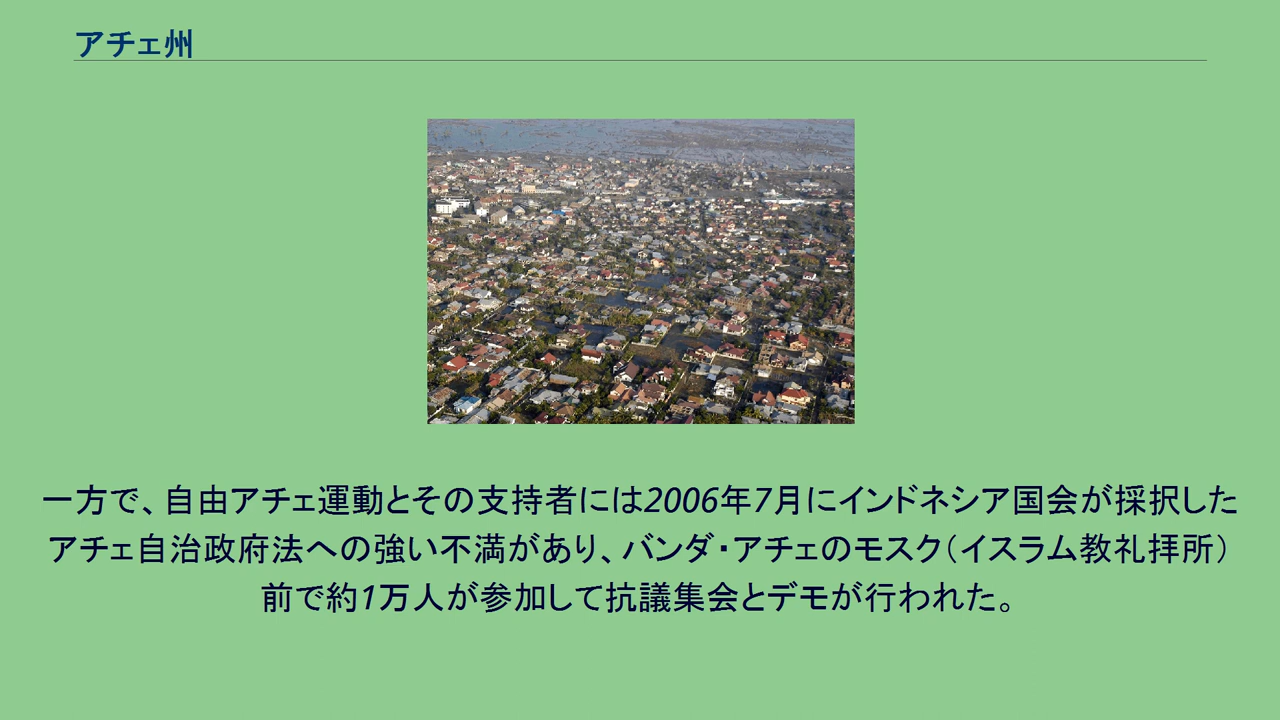 アチェ州
一方で、自由アチェ運動とその支持者には2006年7月にインドネシア国会が採択した
アチェ自治政府法への強い不満があり、バンダ・アチェのモスク(イスラム教礼拝所)
前で約1万人が参加して抗議集会とデモが行われた。